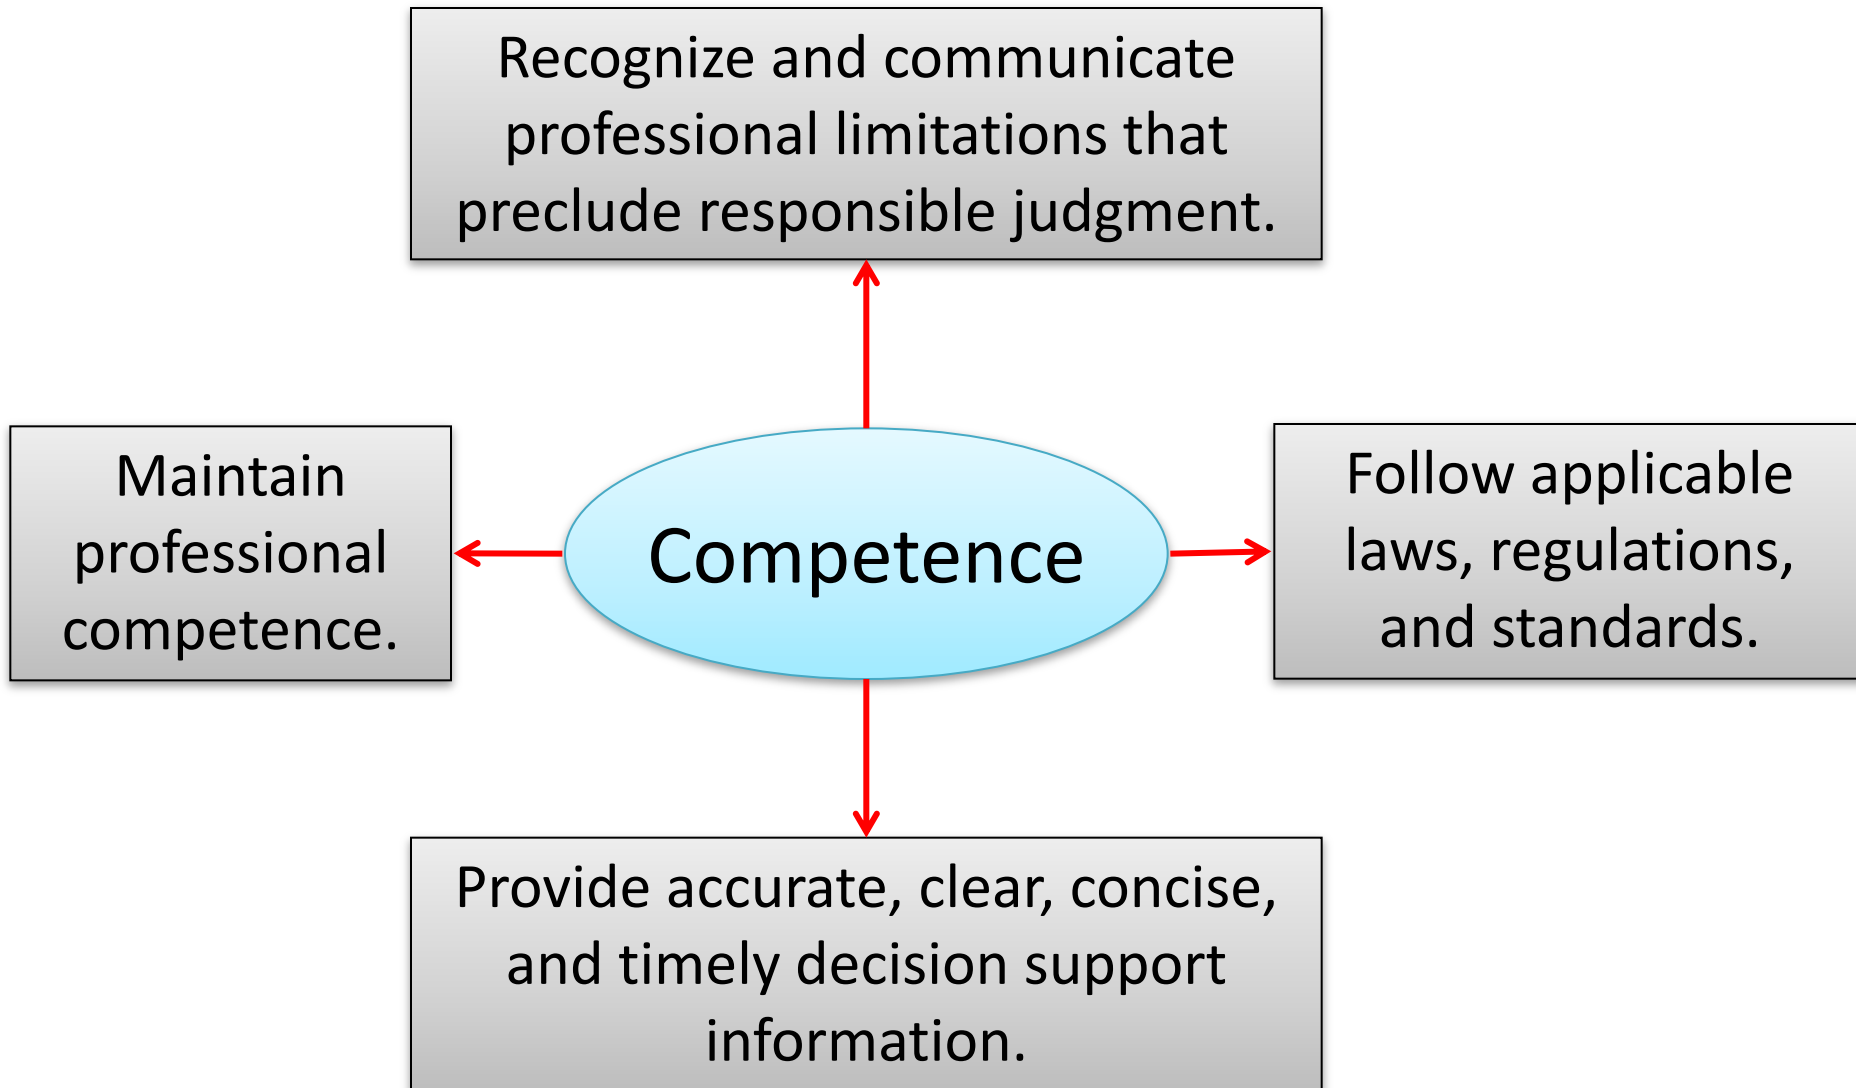 Recognize and communicate
professional limitations that
preclude responsible judgment.
Maintain
professional
competence.
Competence
Follow applicable
laws, regulations,
and standards.
Provide accurate, clear, concise,
and timely decision support
information.